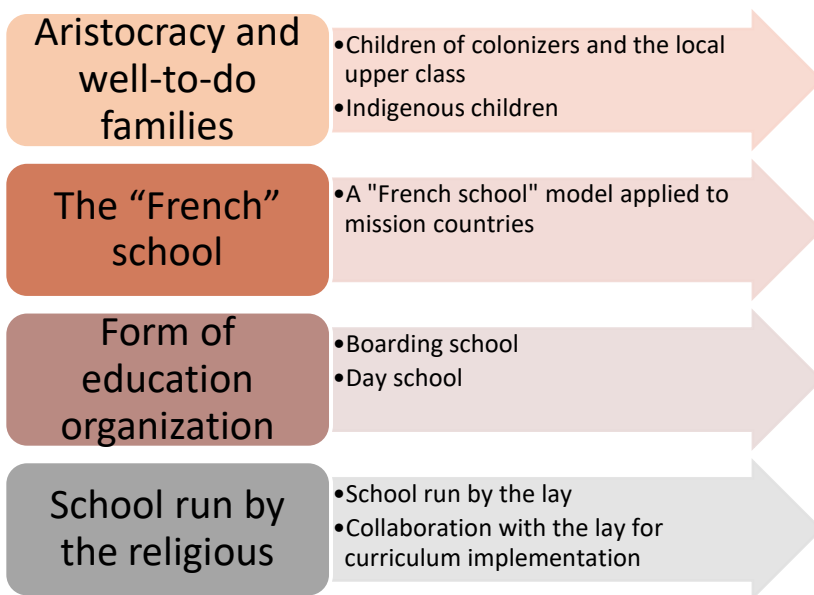 Aristocracy and
well-to-do
families
•Children of colonizers and the local
upper class
•Indigenous children
The “French”
school
•A "French school" model applied to
mission countries
Form of
education
organization
•Boarding school
•Day school
School run by
the religious
•School run by the lay
•Collaboration with the lay for
curriculum implementation